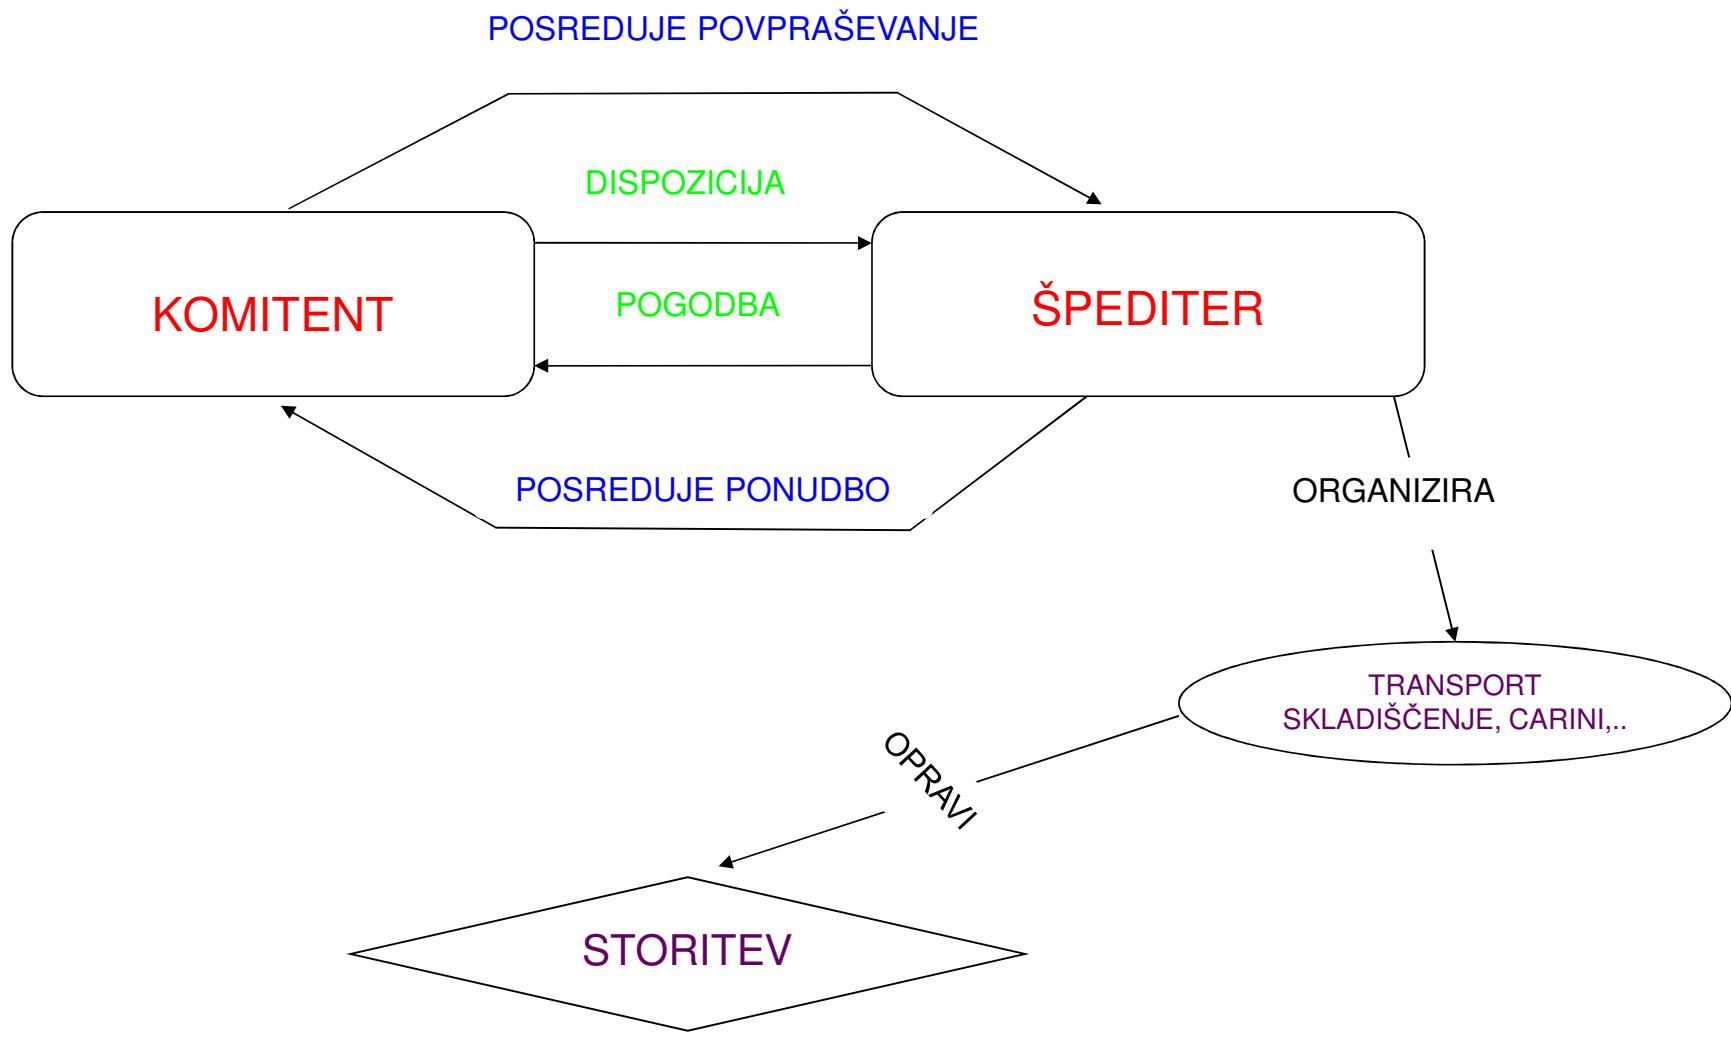 POSREDUJE POVPRAŠEVANJE
DISPOZICIJA
KOMITENT
POGODBA
ŠPEDITER
POSREDUJE PONUDBO
ORGANIZIRA
TRANSPORT
SKLADIŠČENJE, CARINI,..
OPRAVI
STORITEV